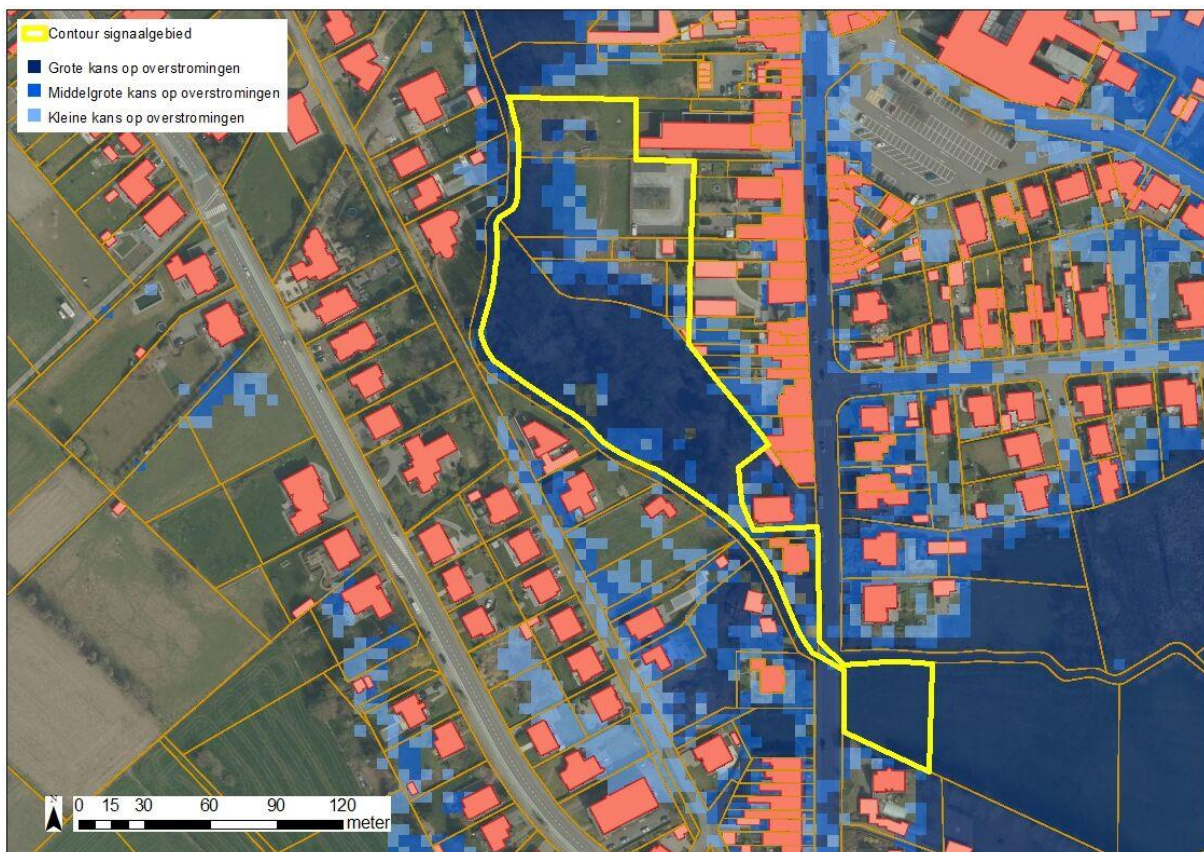 Contour signaalgebied
Grote kans op overstromingen
Middelgrote kans op overstromingen
Kleine kans op overstromingen
N
0 15 30 60 90 120
meter